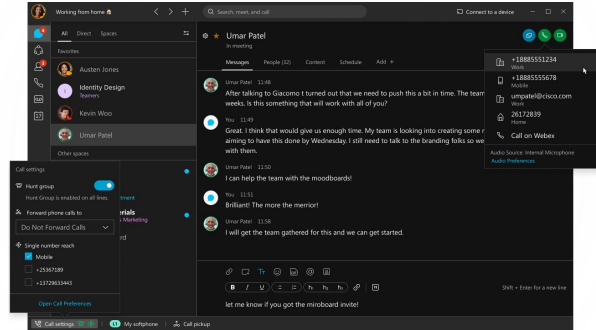 Working from home
Search, meet, and call
Connect to a device
All Direct Spaces
Favorites
Austen Jones
Identity Design
Teamers
Kevin Woo
Umar Patel
Other spaces
Umar Patel
In meeting
Messages People (32) Content Schedule Add +
Umar Patel 11:48
After talking to Giacomo t turned out that we need to push this a bit in time. The team
weeks. Is this something that will work with all of you?
You 11:49
Great. I think that would give us enough time. My team is looking into creating some
aiming to have this done by Wednesday. I still need to talk to the branding folks so we
with them.
Umar Patel 11:50
I can help the team with the moodboards!
You 11:51
Brilliant! The more the merrior!
Umar Patel 11:58
I will get the team gathered for this and we can get started.
Shift + Enter for a new line
let me know if you got the miroboard invite!
+18885551234
Work
+18885555678
Mobile
umpatel@cisco.com
Work
26172839
Home
Call on Webex
Audio Source: Internal Microphone
Audio Preferences
Call settings
Hunt group
Hunt Group is enabled on all lines.
Forward phone calls to
Do Not Forward Calls
Single number reach
Mobile
+25367189
+13729633443
Open Call Preferences
Call settings
My softphone
Call pickup